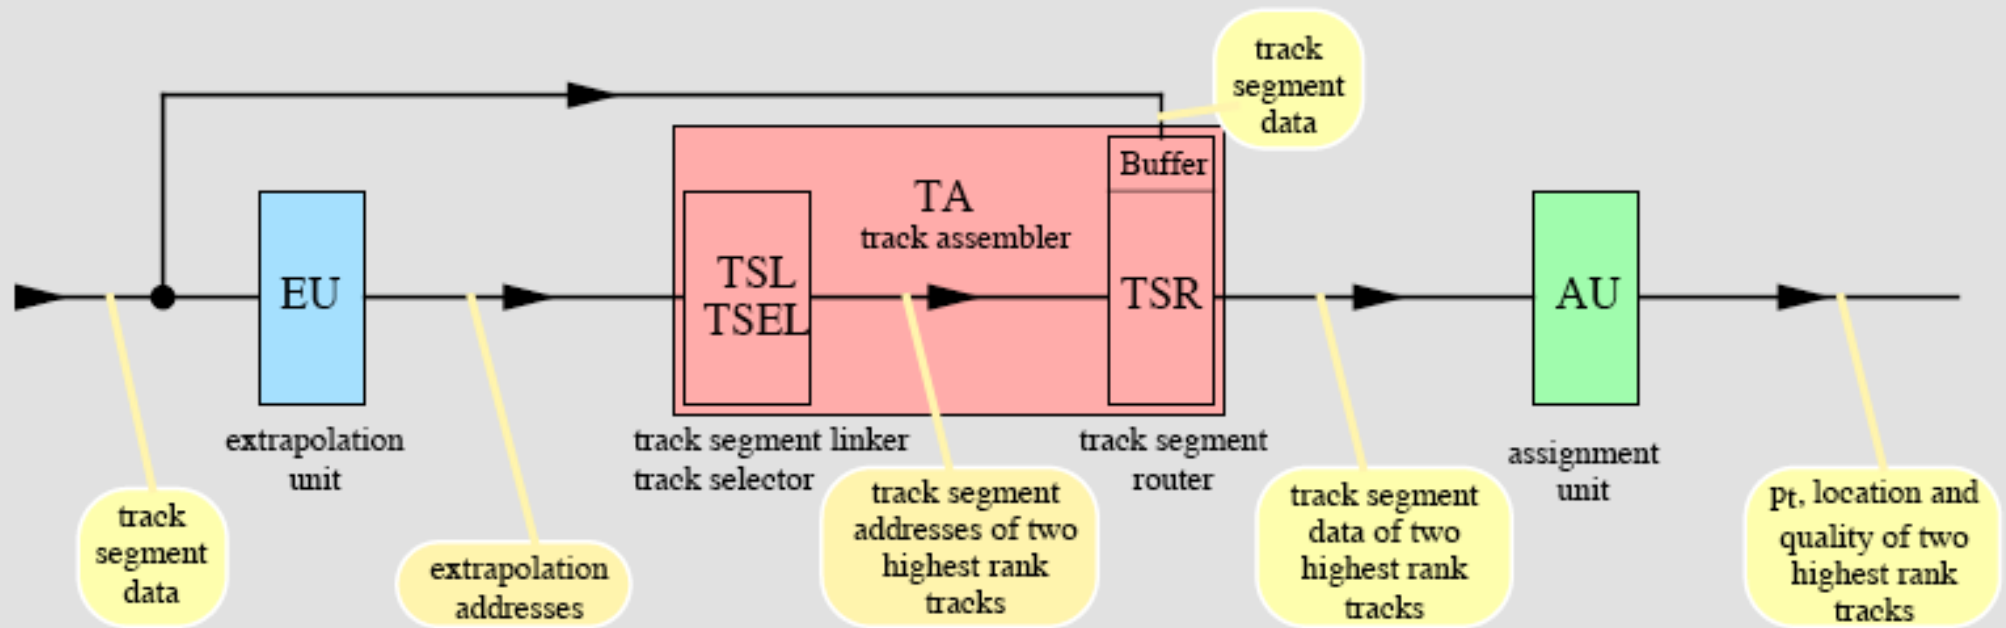 track
segment
data
Buffer
TA
track assembler
TSL
TSEL
EU
TSR
AU
extrapolation
unit
track segment linker
track selector
track segment
router
assignment
unit
track
segment
data
extrapolation
addresses
track segment
addresses of two
highest rank
tracks
track segment
data of two
highest rank
tracks
pt, location and
quality of two
highest rank
tracks